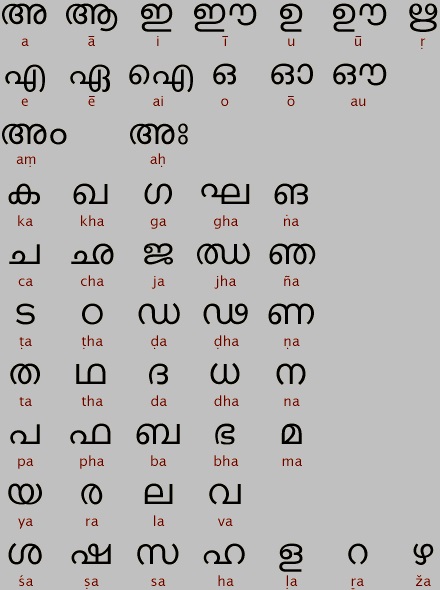 അ ആ ഇ ഈ ഉ ഊ ഋ
a ā i ī u ū ṛ
എ ഏ ഐ ഒ ഓ ഔ
e ē ai o ō au
അം അഃ
aṃ aḥ
ക ഖ ഗ ഘ ങ
ka kha ga gha ṅa
ച ഛ ജ ഝ ഞ
ca cha ja jha ña
ട ഠ ഡ ഢ ണ
ṭa ṭha ḍa ḍha ṇa
ത ഥ ദ ധ ന
ta tha da dha na
പ ഫ ബ ഭ മ
pa pha ba bha ma
യ ര ല വ
ya ra la va
ശ ഷ സ ഹ ള റ ഴ
śa ṣa sa ha ḷa ṟa ža